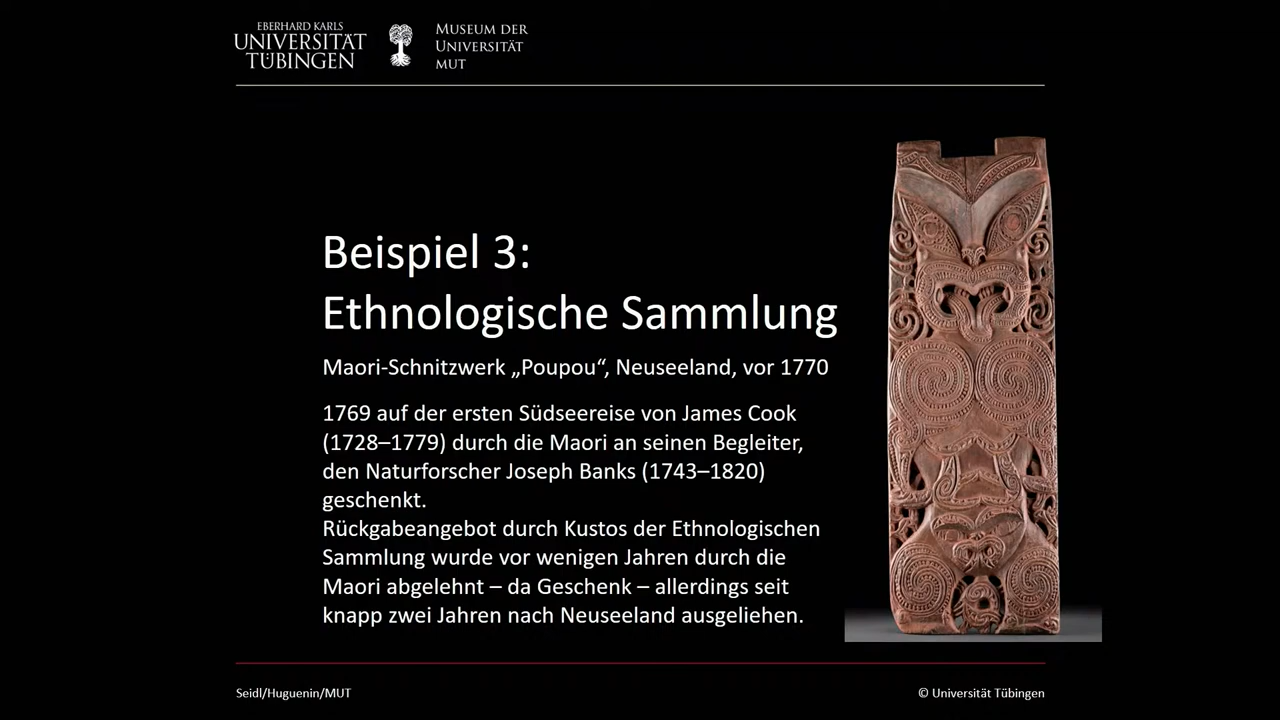 EBERHARD KARLS
UNIVERSITÄT
TÜBINGEN
MUSEUM DER
UNIVERSITÄT
MUT
Beispiel 3:
Ethnologische Sammlung
Maori-Schnitzwerk „Poupou“, Neuseeland, vor 1770
1769 auf der ersten Südseereise von James Cook
(1728–1779) durch die Maori an seinen Begleiter,
den Naturforscher Joseph Banks (1743–1820)
geschenkt.
Rückgabeangebot durch Kustos der Ethnologischen
Sammlung wurde vor wenigen Jahren durch die
Maori abgelehnt – da Geschenk – allerdings seit
knapp zwei Jahren nach Neuseeland ausgeliehen.
Seidl/Huguenin/MUT
© Universität Tübingen